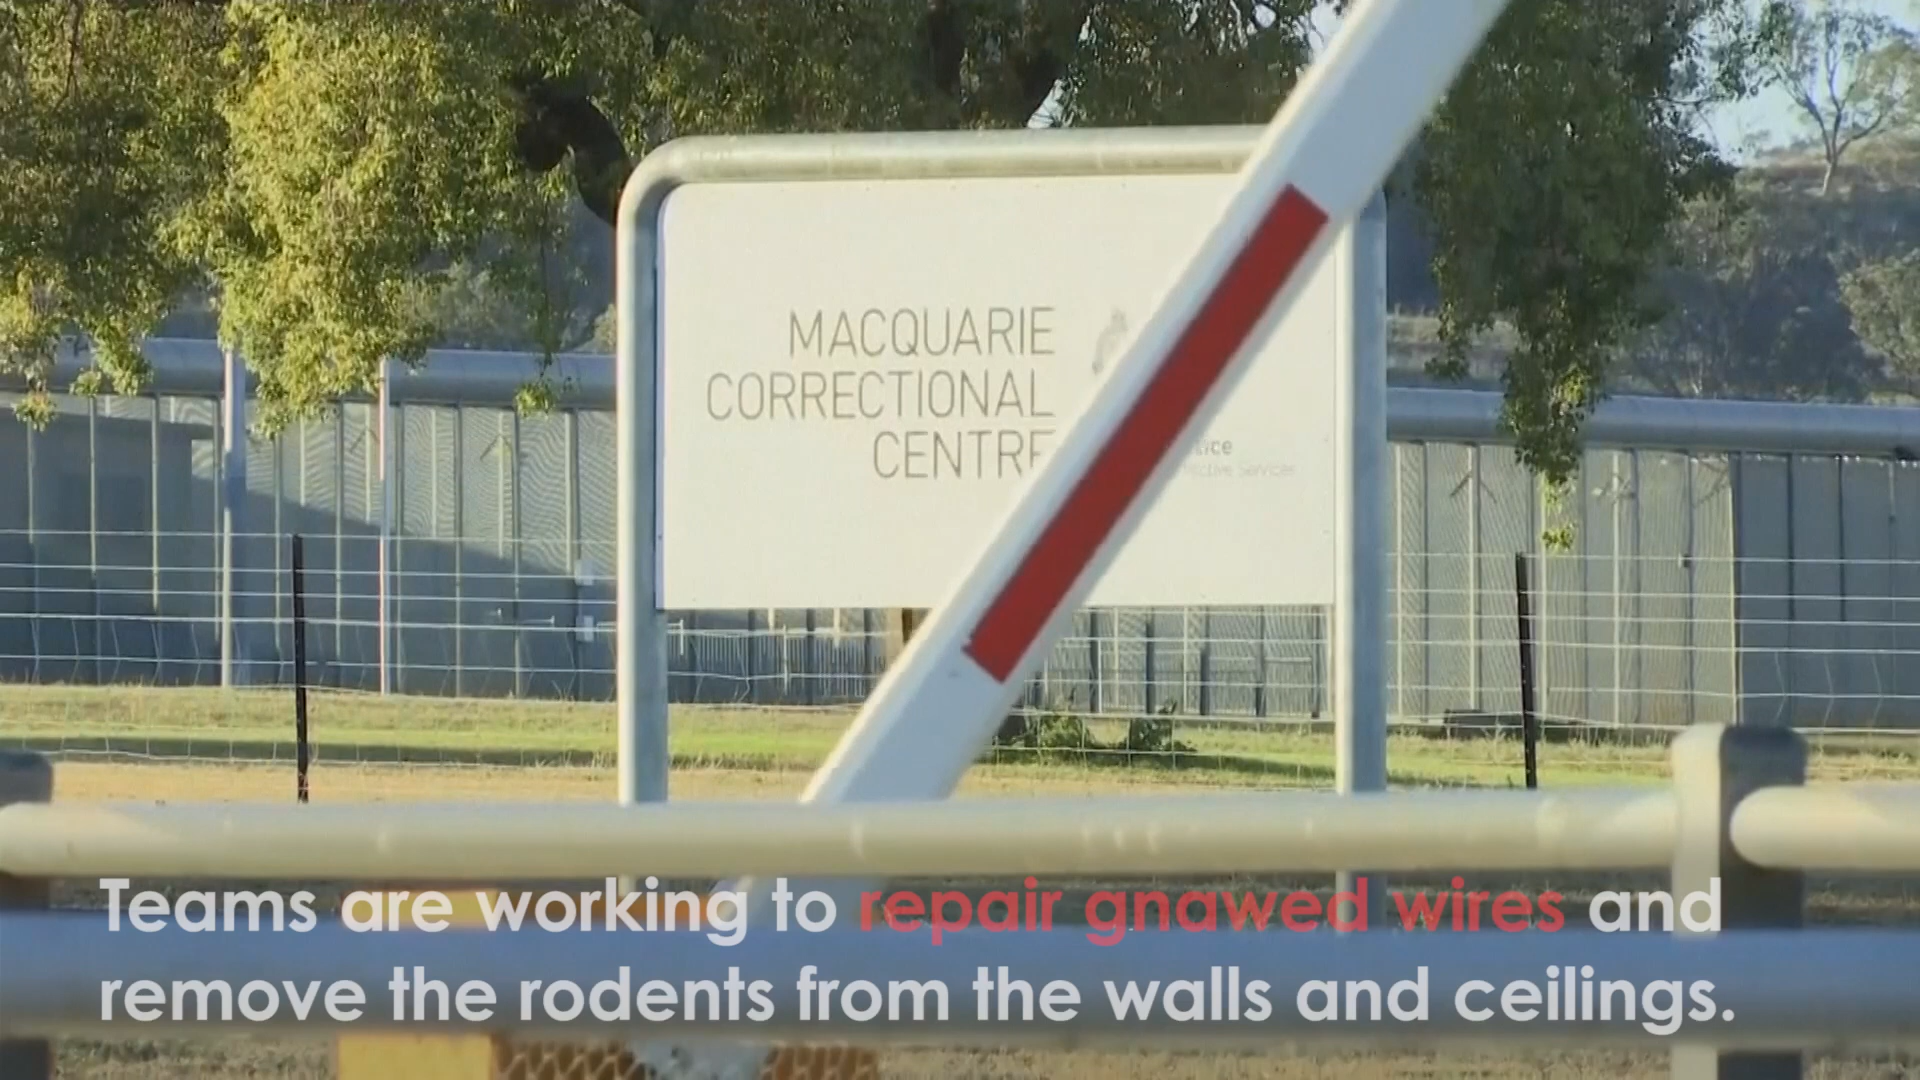 MACQUARIE
CORRECTIONAL
CENTRE
Services
Teams are working to repair gnawed wires and
remove the rodents from the walls and ceilings.